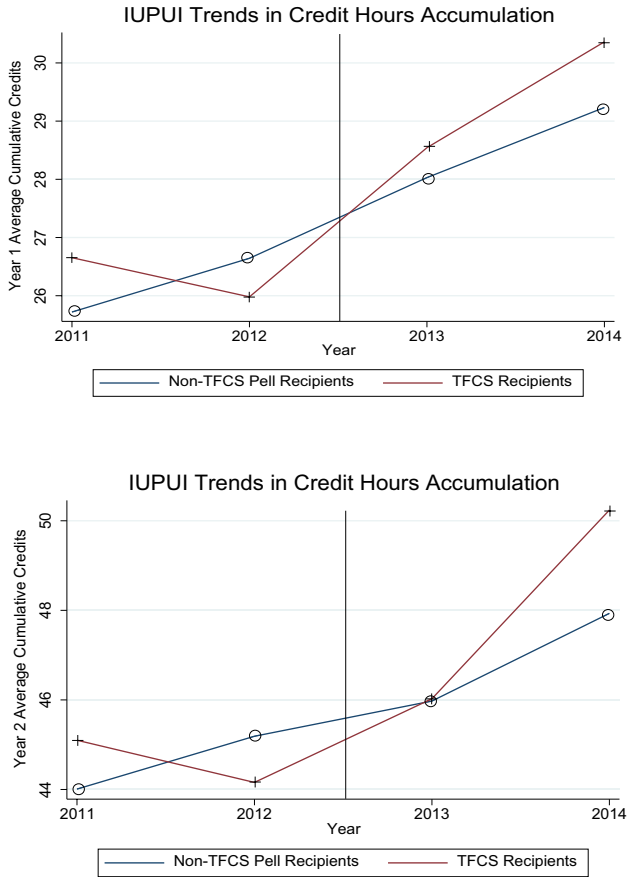 IUPUI Trends in Credit Hours Accumulation
Year 1 Average Cumulative Credits
30
29
28
27
26
2011 2012 2013 2014
Year
Non-TFCS Pell Recipients TFCS Recipients
IUPUI Trends in Credit Hours Accumulation
Year 2 Average Cumulative Credits
50
48
46
44
2011 2012 2013 2014
Year
Non-TFCS Pell Recipients TFCS Recipients